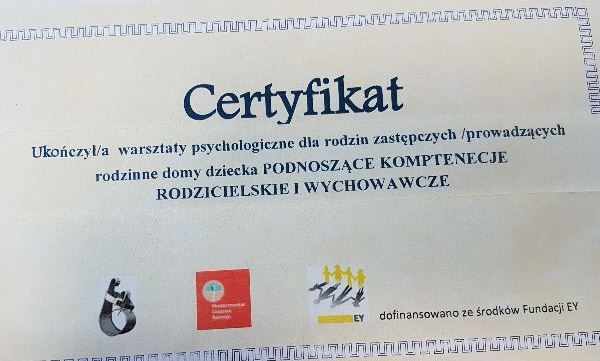 Certyfikat
Ukończył/a warsztaty psychologiczne dla rodzin zastępczych /prowadzących
rodzinne domy dziecka PODNOSZĄCE KOMPTENECJE
RODZICIELSKIE I WYCHOWAWCZE
Stowarzyszenie
EY
dofinansowano ze środków Fundacji EY